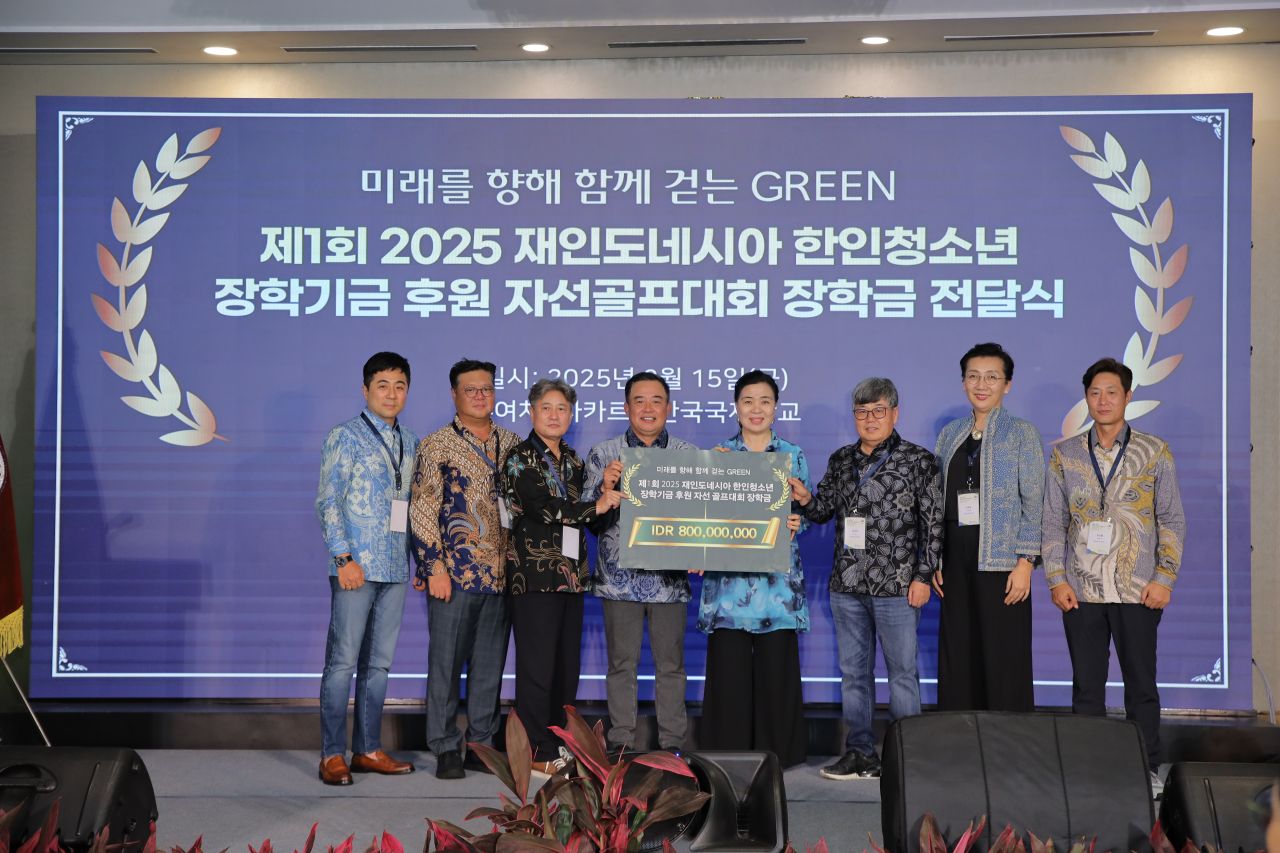 미래를 향해 함께 걷는 GREEN
제1회 2025 재인도네시아 한인청소년
장학기금 후원 자선골프대회 장학금 전달식
일시: 2025년 월 15일(금)
미래를 향해 함께 걷는 GREEN
제1회 2025 재인도네시아 한인청소년
장학기금 후원 자선 골프대회 장학금
IDR 800,000,000